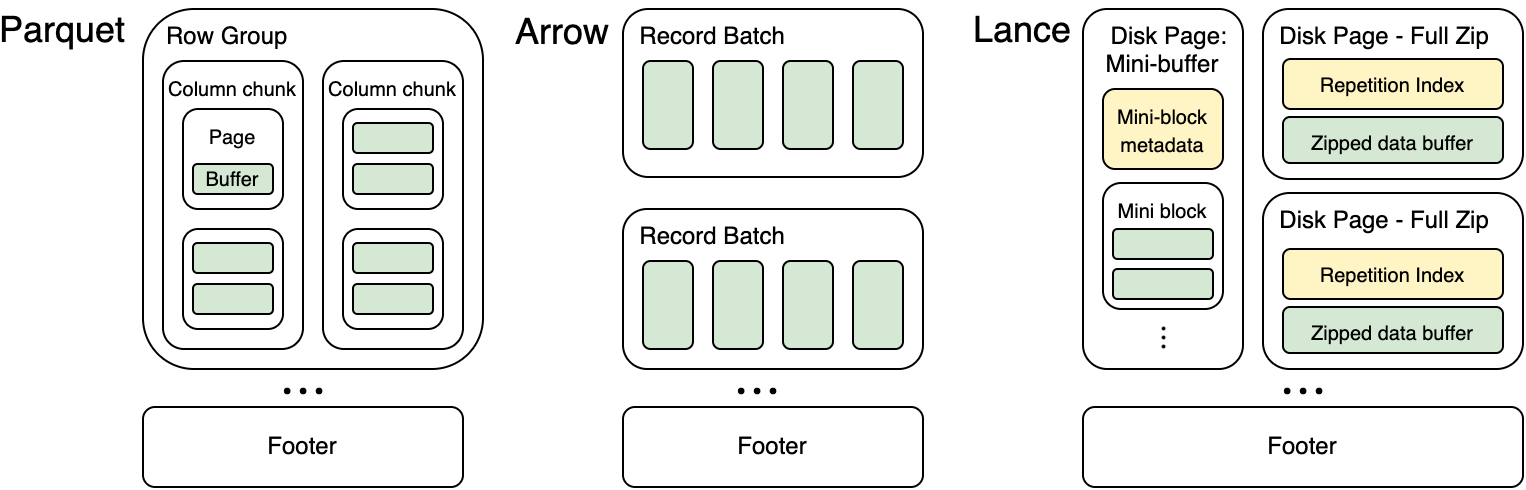 Parquet
Row Group
Column chunk
Page
Buffer
Column chunk
...
Footer
Arrow
Record Batch
Record Batch
...
Footer
Lance
Disk Page:
Mini-buffer
Mini-block
metadata
Mini block
⋮
Disk Page - Full Zip
Repetition Index
Zipped data buffer
Disk Page - Full Zip
Repetition Index
Zipped data buffer
...
Footer